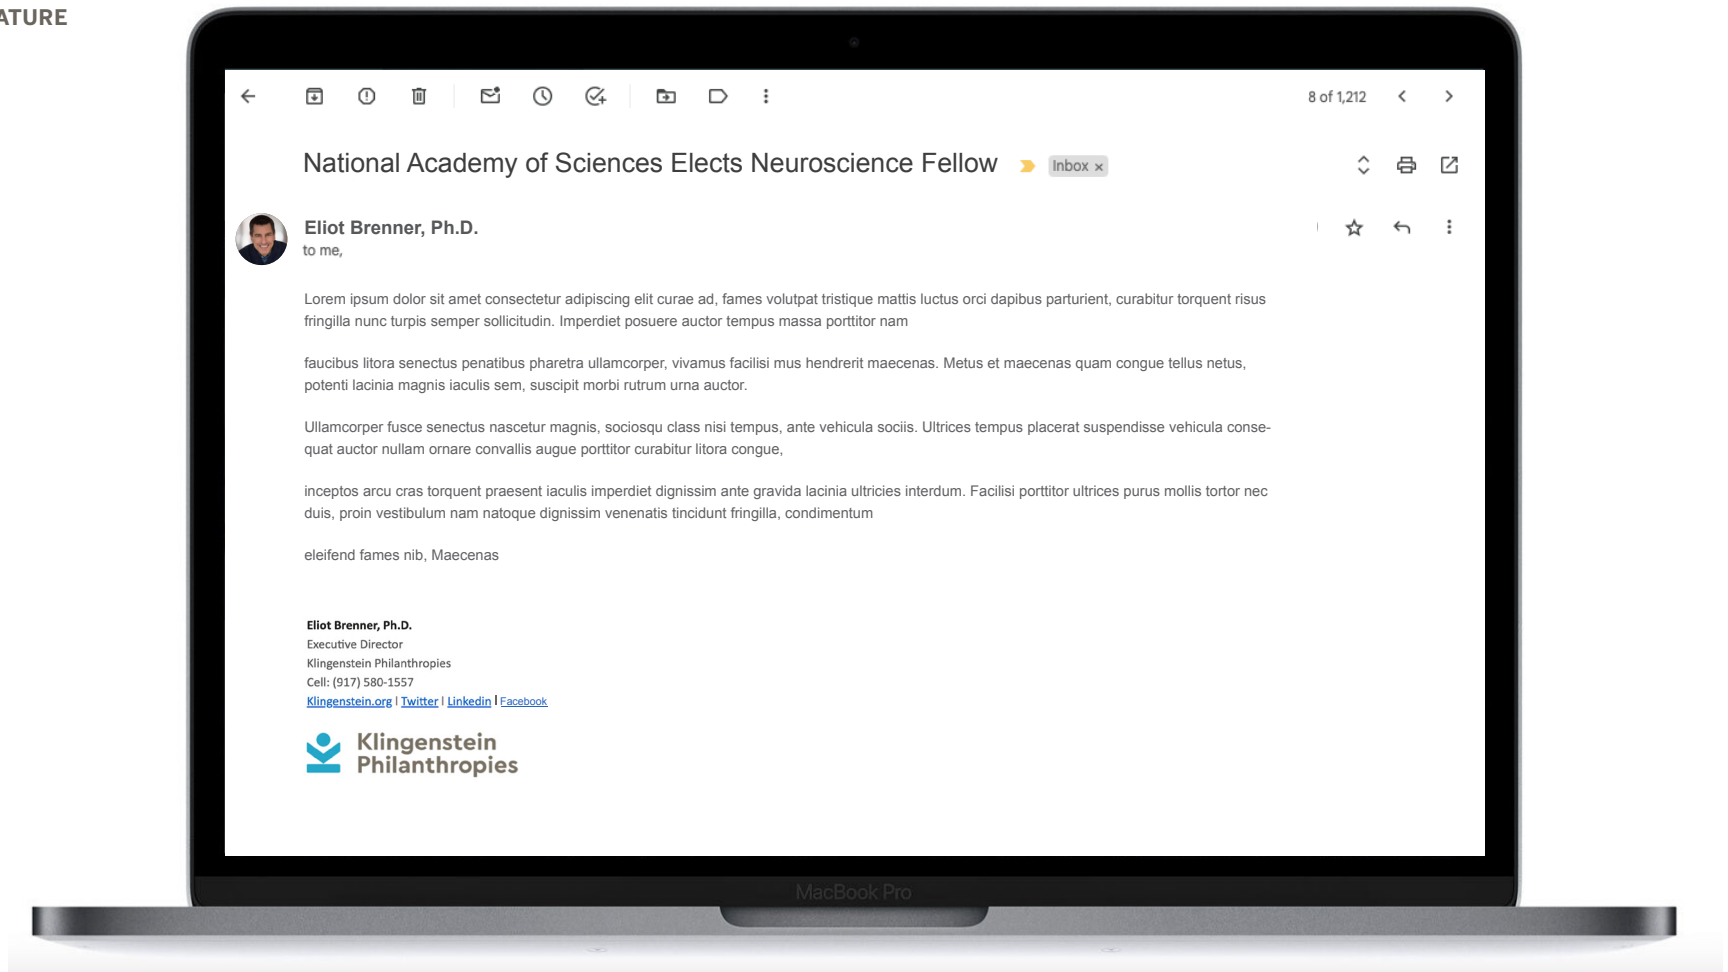 ATURE
8 of 1,212
National Academy of Sciences Elects Neuroscience Fellow Inbox ×
Eliot Brenner, Ph.D.
to me,
Lorem ipsum dolor sit amet consectetur adipiscing elit curae ad, fames volutpat tristique mattis luctus orci dapibus parturient, curabitur torquent risus
fringilla nunc turpis semper sollicitudin. Imperdiet posuere auctor tempus massa porttitor nam
faucibus litora senectus penatibus pharetra ullamcorper, vivamus facilisi mus hendrerit maecenas. Metus et maecenas quam congue tellus netus,
potenti lacinia magnis iaculis sem, suscipit morbi rutrum urna auctor.
Ullamcorper fusce senectus nascetur magnis, sociosqu class nisi tempus, ante vehicula sociis. Ultrices tempus placerat suspendisse vehicula conse-
quat auctor nullam ornare convallis augue porttitor curabitur litora congue,
inceptos arcu cras torquent praesent iaculis imperdiet dignissim ante gravida lacinia ultricies interdum. Facilisi porttitor ultrices purus mollis tortor nec
duis, proin vestibulum nam natoque dignissim venenatis tincidunt fringilla, condimentum
eleifend fames nib, Maecenas
Eliot Brenner, Ph.D.
Executive Director
Klingenstein Philanthropies
Cell: (917) 580-1557
Klingenstein.org | Twitter | Linkedin | Facebook
Klingenstein
Philanthropies
MacBook Pro